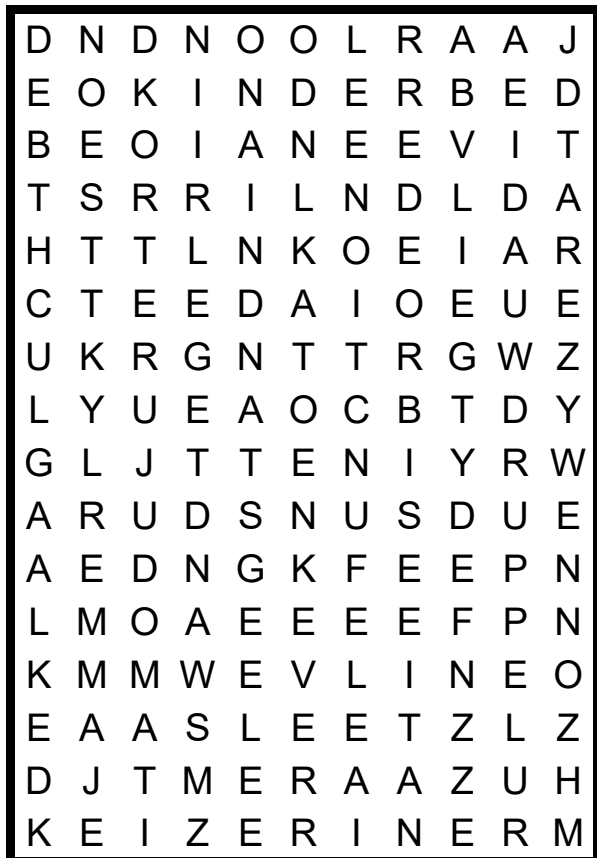 D N D N O O L R A A J
E O K I N D E R B E D
B E O I A N E E V I T
T S R R I L N D L D A
H T T L N K O E I A R
C T E E D A I O E U E
U K R G N T T R G W Z
L Y U E A O C B T D Y
G L J T T E N I Y R W
A R U D S N U S D U E
A E D N G K F E E P N
L M O A E E E E F P N
K M M W E V L I N E O
E A A S L E E T Z L Z
D J T M E R A A Z U H
K E I Z E R I N E R M